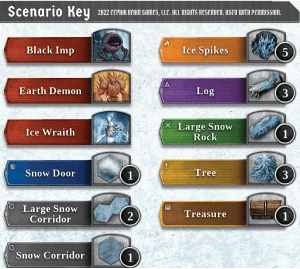 Scenario Key 2022 CEPHALOFAIR GAMES, LLC. ALL RIGHTS RESERVED. USED WITH PERMISSION.
Black Imp
Earth Demon
Ice Wraith
Snow Door 1
Large Snow
Corridor 2
Snow Corridor 1
Ice Spikes 5
Log 3
Large Snow
Rock 1
Tree 3
Treasure 1